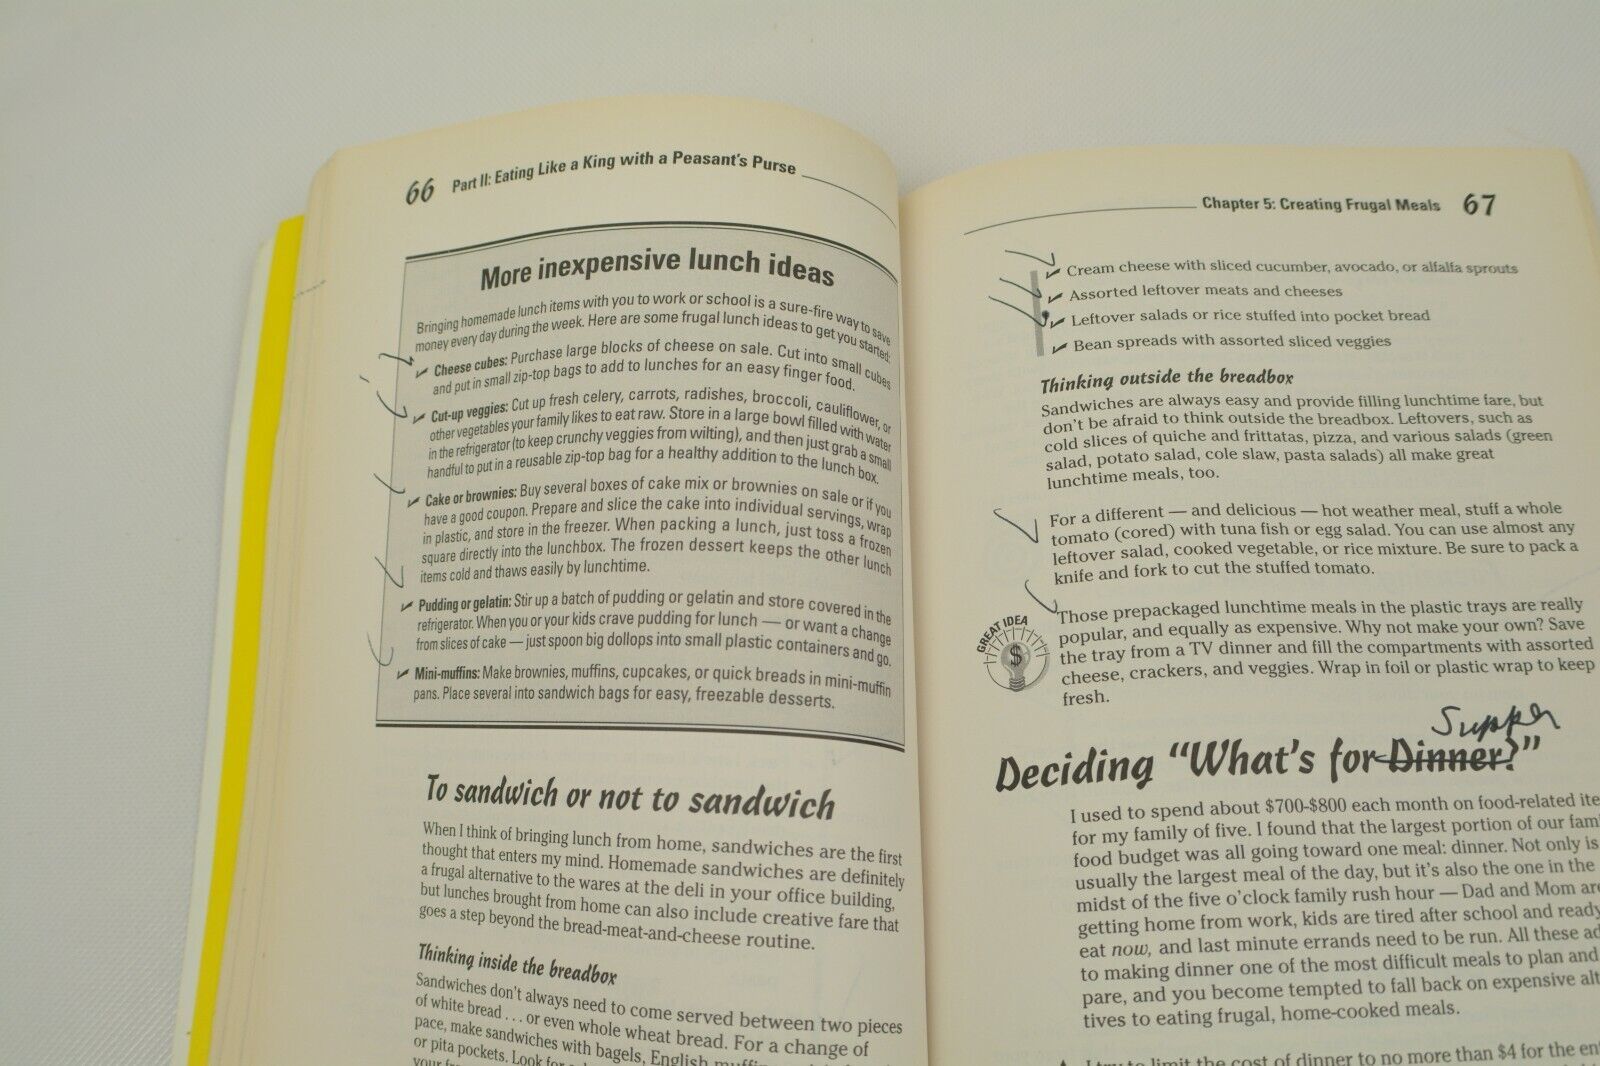 66 Part II: Eating Like a King with a Peasant's Purse
More inexpensive lunch ideas
Bringing homemade lunch items with you to work or school is a sure-fire way to save
money every day during the week. Here are some frugal lunch ideas to get you started:
✓ Cheese cubes: Purchase large blocks of cheese on sale. Cut into small cubes
and put in small zip-top bags to add to lunches for an easy finger food.
✓ Cut-up veggies: Cut up fresh celery, carrots, radishes, broccoli, cauliflower, or
other vegetables your family likes to eat raw. Store in a large bowl filled with water
in the refrigerator (to keep crunchy veggies from wilting), and then just grab a small
handful to put in a reusable zip-top bag for a healthy addition to the lunch box.
✓ Cake or brownies: Buy several boxes of cake mix or brownies on sale or if you
have a good coupon. Prepare and slice the cake into individual servings, wrap
in plastic, and store in the freezer. When packing a lunch, just toss a frozen
square directly into the lunchbox. The frozen dessert keeps the other lunch
items cold and thaws easily by lunchtime.
✓ Pudding or gelatin: Stir up a batch of pudding or gelatin and store covered in the
refrigerator. When you or your kids crave pudding for lunch — or want a change
from slices of cake — just spoon big dollops into small plastic containers and go.
✓ Mini-muffins: Make brownies, muffins, cupcakes, or quick breads in mini-muffin
pans. Place several into sandwich bags for easy, freezable desserts.
To sandwich or not to sandwich
When I think of bringing lunch from home, sandwiches are the first
thought that enters my mind. Homemade sandwiches are definitely
a frugal alternative to the wares at the deli in your office building,
but lunches brought from home can also include creative fare that
goes a step beyond the bread-meat-and-cheese routine.
Thinking inside the breadbox
Sandwiches don't always need to come served between two pieces
of white bread . . . or even whole wheat bread. For a change of
pace, make sandwiches with bagels, English
or pita pockets. Look
Chapter 5: Creating Frugal Meals 67
✓ Cream cheese with sliced cucumber, avocado, or alfalfa sprouts
✓ Assorted leftover meats and cheeses
✓ Leftover salads or rice stuffed into pocket bread
✓ Bean spreads with assorted sliced veggies
Thinking outside the breadbox
Sandwiches are always easy and provide filling lunchtime fare, but
don't be afraid to think outside the breadbox. Leftovers, such as
cold slices of quiche and frittatas, pizza, and various salads (green
salad, potato salad, cole slaw, pasta salads) all make great
lunchtime meals, too.
For a different — and delicious — hot weather meal, stuff a whole
tomato (cored) with tuna fish or egg salad. You can use almost any
leftover salad, cooked vegetable, or rice mixture. Be sure to pack a
knife and fork to cut the stuffed tomato.
GREAT IDEA
$
Those prepackaged lunchtime meals in the plastic trays are really
popular, and equally as expensive. Why not make your own? Save
the tray from a TV dinner and fill the compartments with assorted
cheese, crackers, and veggies. Wrap in foil or plastic wrap to keep
fresh.
Supper
Deciding "What's for Dinner?"
I used to spend about $700-$800 each month on food-related ite
for my family of five. I found that the largest portion of our fam
food budget was all going toward one meal: dinner. Not only is
usually the largest meal of the day, but it's also the one in the
midst of the five o'clock family rush hour — Dad and Mom are
getting home from work, kids are tired after school and ready
eat now, and last minute errands need to be run. All these ad
to making dinner one of the most difficult meals to plan and
pare, and you become tempted to fall back on expensive alt
tives to eating frugal, home-cooked meals.
I try to limit the cost of dinner to no more than $4 for the en